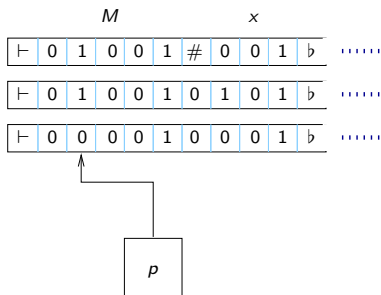 M x
⊢ 0 1 0 0 1 # 0 0 1 ♭
⊢ 0 1 0 0 1 0 1 0 1 ♭
⊢ 0 0 0 0 1 0 0 0 1 ♭
p